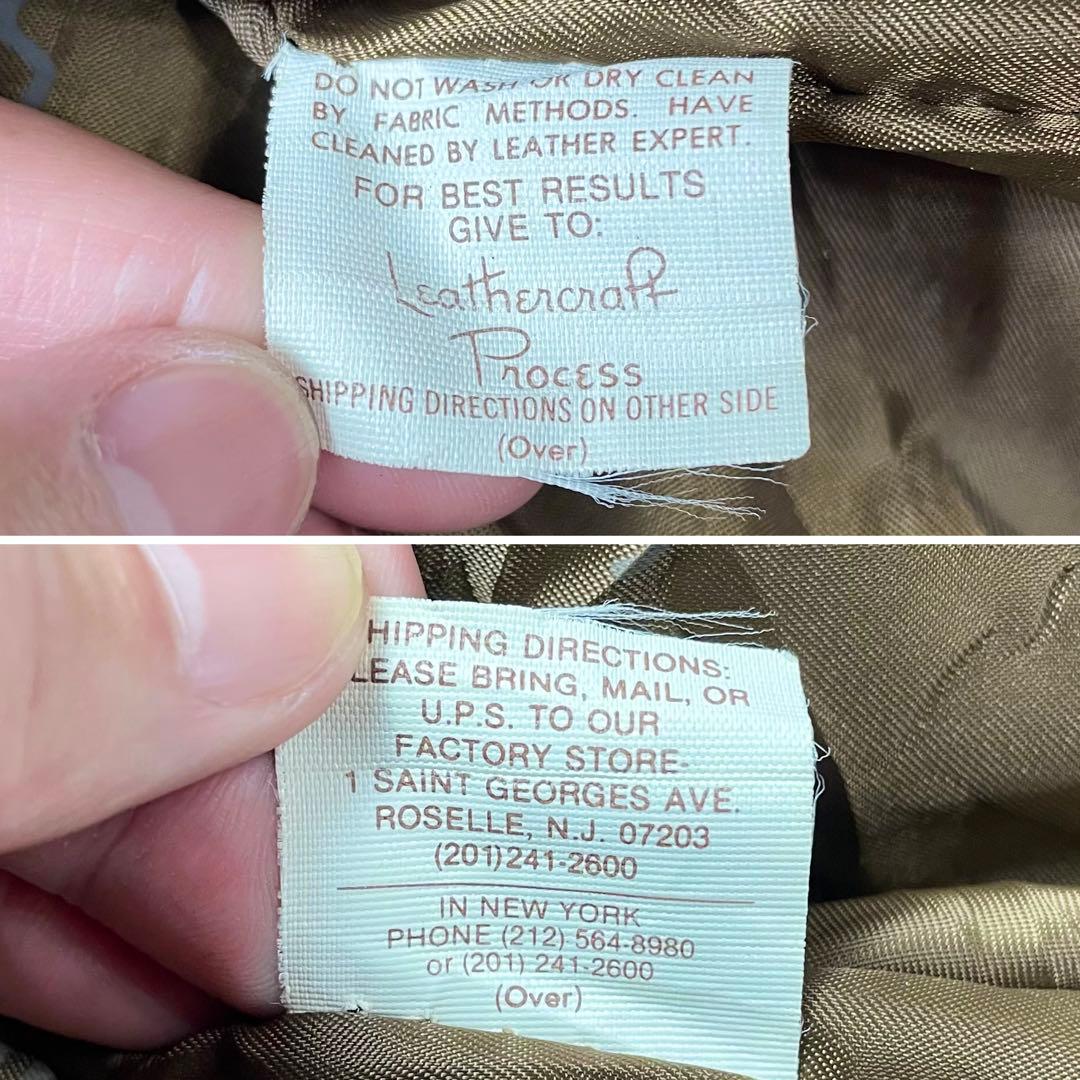 DO NOT WASH OR DRY CLEAN
BY FABRIC METHODS. HAVE
CLEANED BY LEATHER EXPERT.
FOR BEST RESULTS
GIVE TO:
Leathercraft
Process
SHIPPING DIRECTIONS ON OTHER SIDE
(Over)
HIPPING DIRECTIONS:
LEASE BRING, MAIL, OR
U.P.S. TO OUR
FACTORY STORE-
1 SAINT GEORGES AVE.
ROSELLE, N.J. 07203
(201)241-2600
IN NEW YORK
PHONE (212) 564-8980
or (201) 241-2600
(Over)